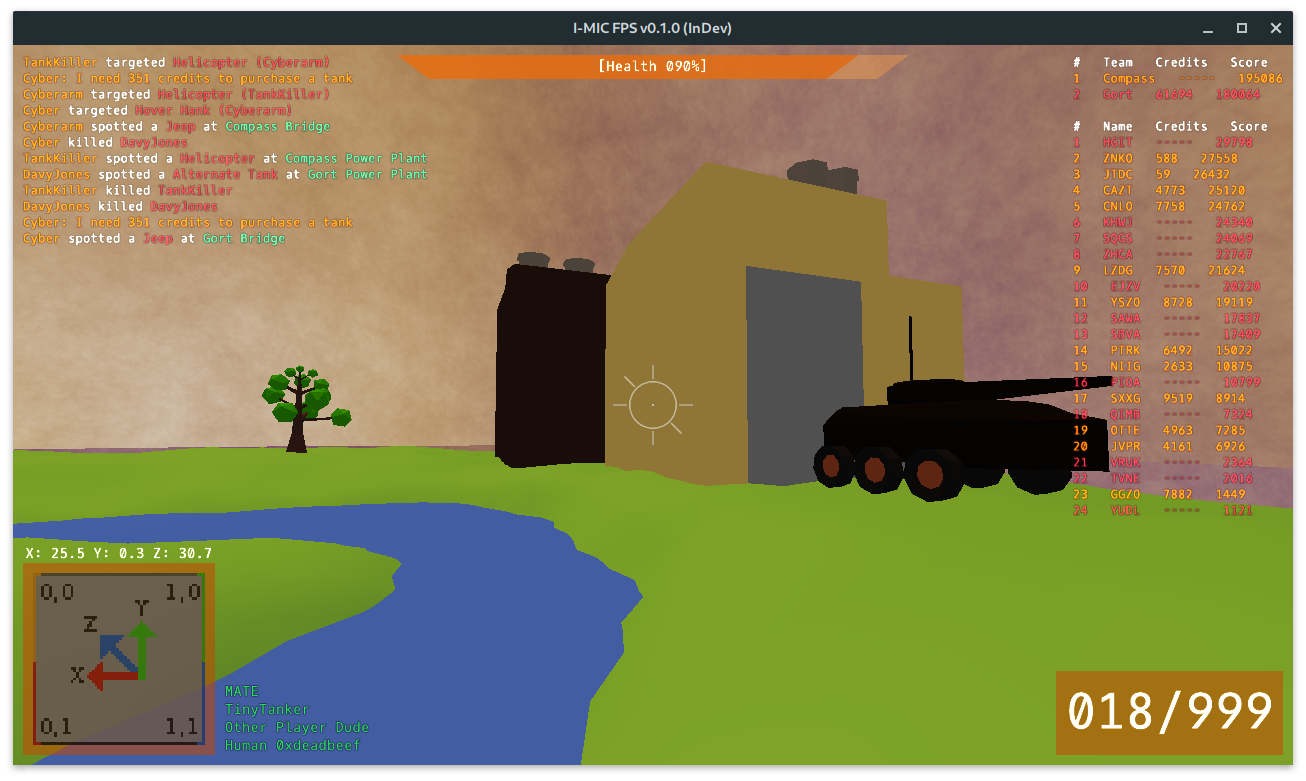 I-MIC FPS v0.1.0 (InDev)
TankKiller targeted Helicopter (Cyberarm)
Cyber: I need 351 credits to purchase a tank
Cyberarm targeted Helicopter (TankKiller)
Cyber targeted Hover Hank (Cyberarm)
Cyberarm spotted a Jeep at Compass Bridge
Cyber killed DavyJones
TankKiller spotted a Helicopter at Compass Power Plant
DavyJones spotted a Alternate Tank at Gort Power Plant
TankKiller killed TankKiller
DavyJones killed DavyJones
Cyber: I need 351 credits to purchase a tank
Cyber spotted a Jeep at Gort Bridge
[Health 090%]
# Team Credits Score
1 Compass ----- 195086
2 Gort 61694 180064
# Name Credits Score
1 HGIT ----- 29798
2 ZNKO 588 27558
3 JTDC 59 26432
4 CAZT 4773 25120
5 CNLO 7758 24762
6 KHWJ ----- 24340
7 SQGS ----- 24069
8 ZHCA ----- 22767
9 LZDG 7570 21624
10 EIZV ----- 20220
11 YSZO 8728 19119
12 SAWA ----- 17837
13 SBVA ----- 17409
14 PTRK 6492 15022
15 NIIG 2633 10875
16 ----- 10799
17 SXXG 9519 8914
18 QIMB ----- 7324
19 OTTE 4963 7285
20 JVPR 4161 6926
21 VRUK ----- 2364
22 TVNE ----- 2016
23 GGZO 7882 1449
24 YUDL ----- 1121
X: 25.5 Y: 0.3 Z: 30.7
0,0 1,0
Y
Z
X
0,1 1,1
MATE
TinyTanker
Other Player Dude
Human 0xdeadbeef
018/999